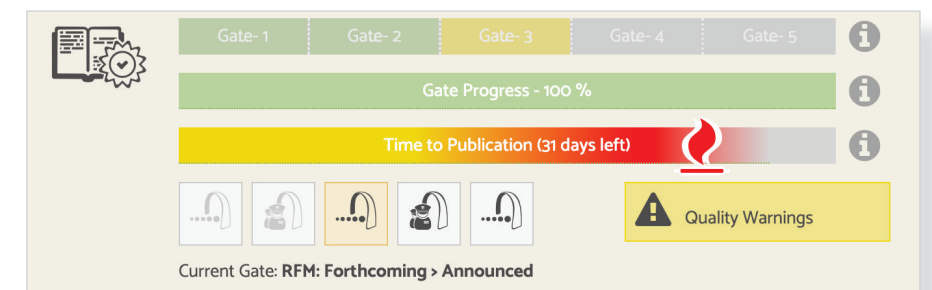 Gate- 1 Gate- 2 Gate- 3 Gate- 4 Gate- 5
Gate Progress - 100 %
Time to Publication (31 days left)
Quality Warnings
Current Gate: RFM: Forthcoming > Announced